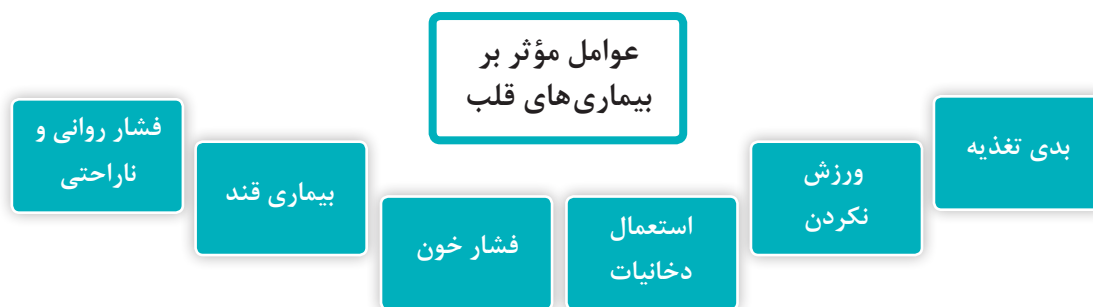 عوامل مؤثر بر
بیماری‌های قلب
بدی تغذیه
ورزش
نکردن
استعمال
دخانیات
فشار خون
بیماری قند
فشار روانی و
ناراحتی